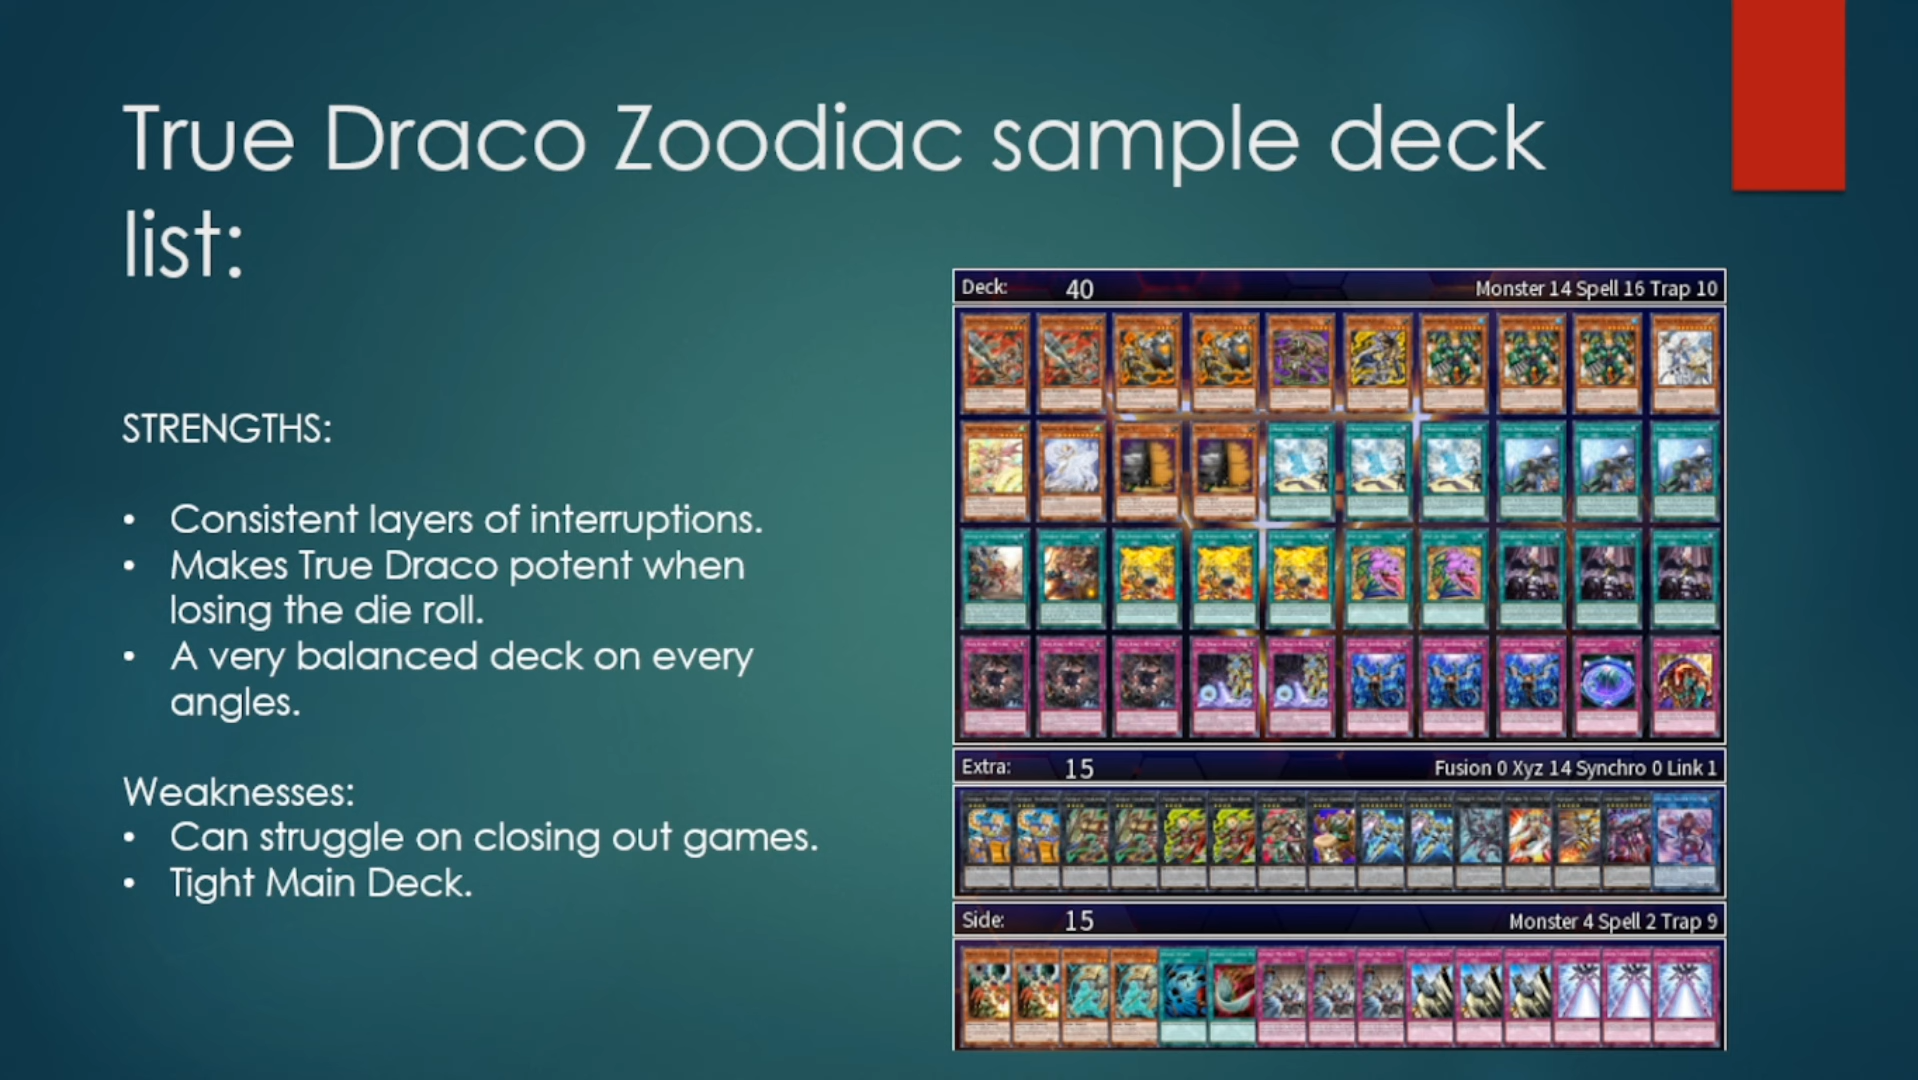 True Draco Zoodiac sample deck
list:
STRENGTHS:
• Consistent layers of interruptions.
• Makes True Draco potent when
losing the die roll.
• A very balanced deck on every
angles.
Weaknesses:
• Can struggle on closing out games.
• Tight Main Deck.
Deck: 40 Monster 14 Spell 16 Trap 10
Extra: 15 Fusion 0 Xyz 14 Synchro 0 Link 1
Side: 15 Monster 4 Spell 2 Trap 9